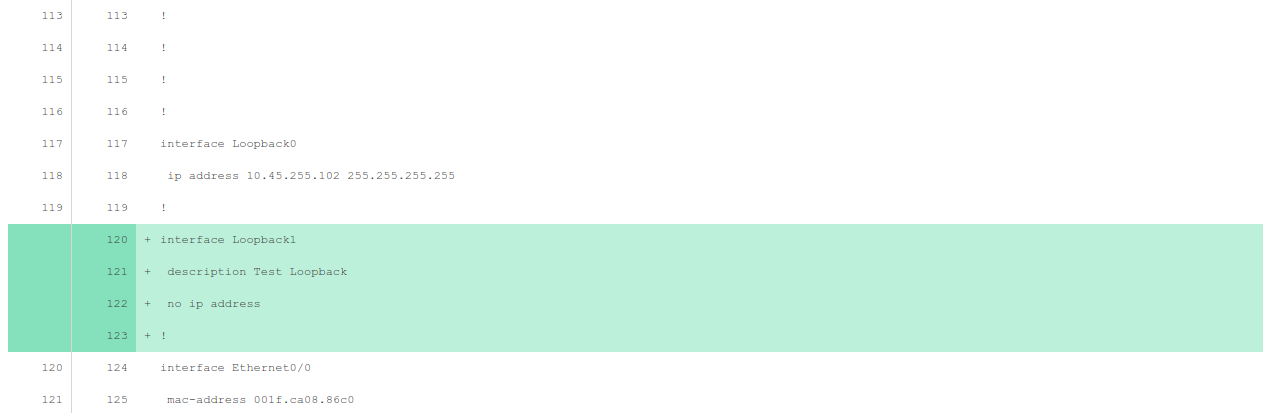 113 113 !
114 114 !
115 115 !
116 116 !
117 117 interface Loopback0
118 118 ip address 10.45.255.102 255.255.255.255
119 119 !
120 + interface Loopback1
121 + description Test Loopback
122 + no ip address
123 + !
120 124 interface Ethernet0/0
121 125 mac-address 001f.ca08.86c0